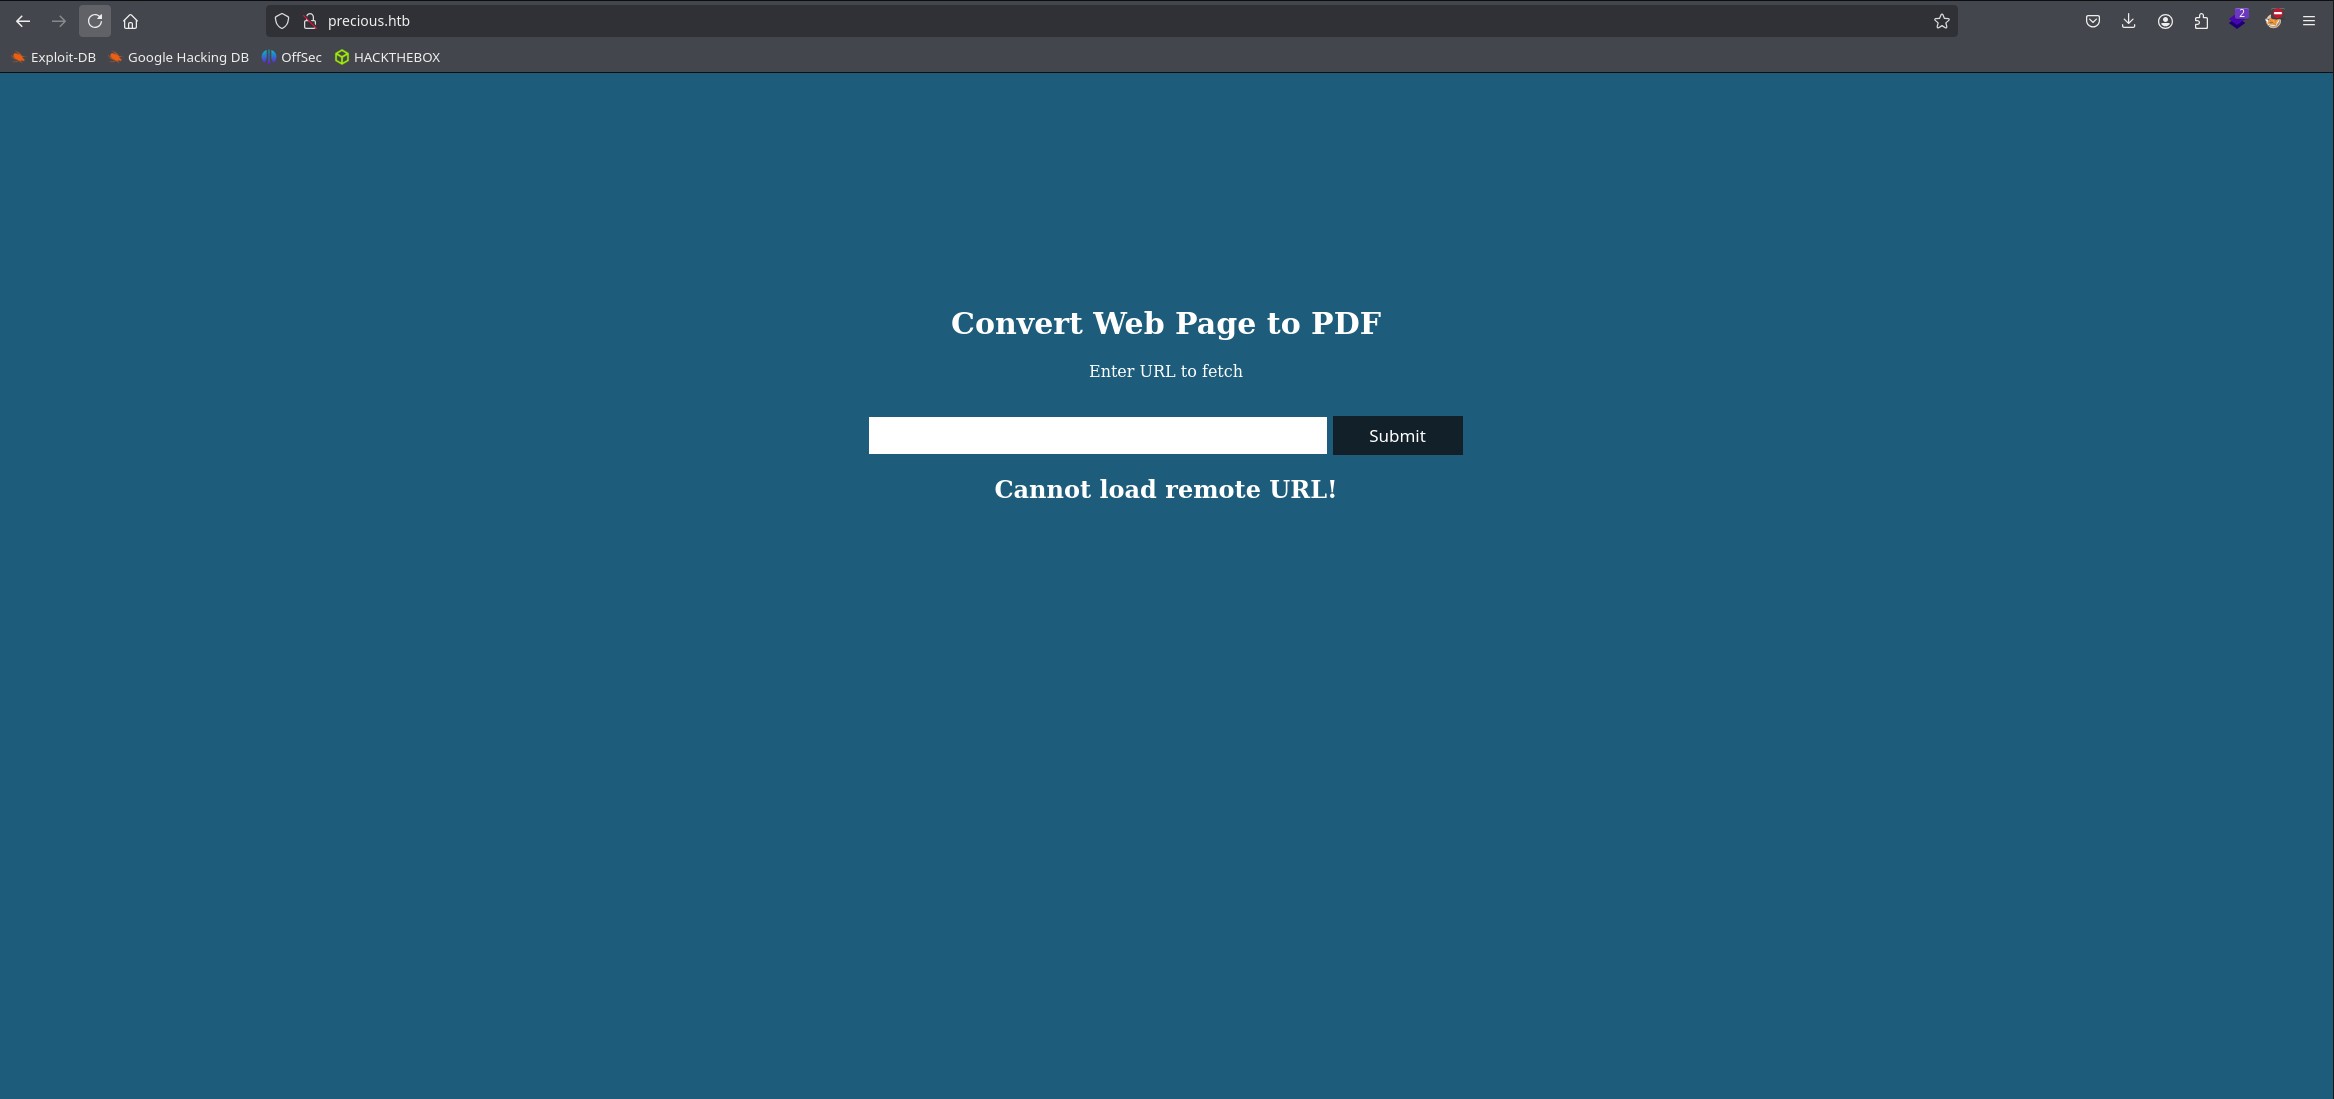 precious.htb
2
Exploit-DB Google Hacking DB OffSec HACKTHEBOX
Convert Web Page to PDF
Enter URL to fetch
Submit
Cannot load remote URL!